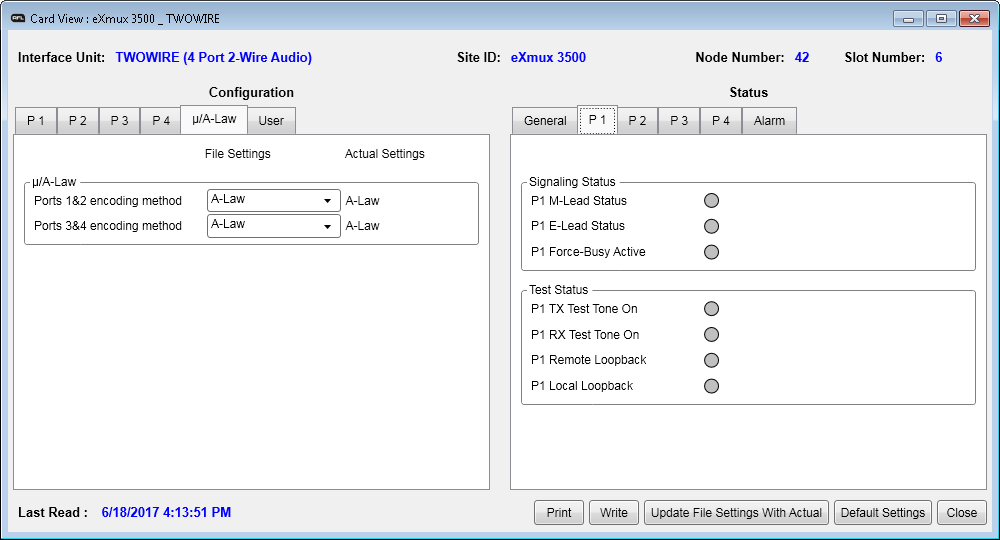 AFL Card View : eXmux 3500 _ TWOWIRE
Interface Unit: TWOWIRE (4 Port 2-Wire Audio) Site ID: eXmux 3500 Node Number: 42 Slot Number: 6
Configuration
P 1 P 2 P 3 P 4 µ/A-Law User
File Settings Actual Settings
µ/A-Law
Ports 1&2 encoding method A-Law A-Law
Ports 3&4 encoding method A-Law A-Law
Status
General P 1 P 2 P 3 P 4 Alarm
Signaling Status
P1 M-Lead Status
P1 E-Lead Status
P1 Force-Busy Active
Test Status
P1 TX Test Tone On
P1 RX Test Tone On
P1 Remote Loopback
P1 Local Loopback
Last Read : 6/18/2017 4:13:51 PM
Print Write Update File Settings With Actual Default Settings Close